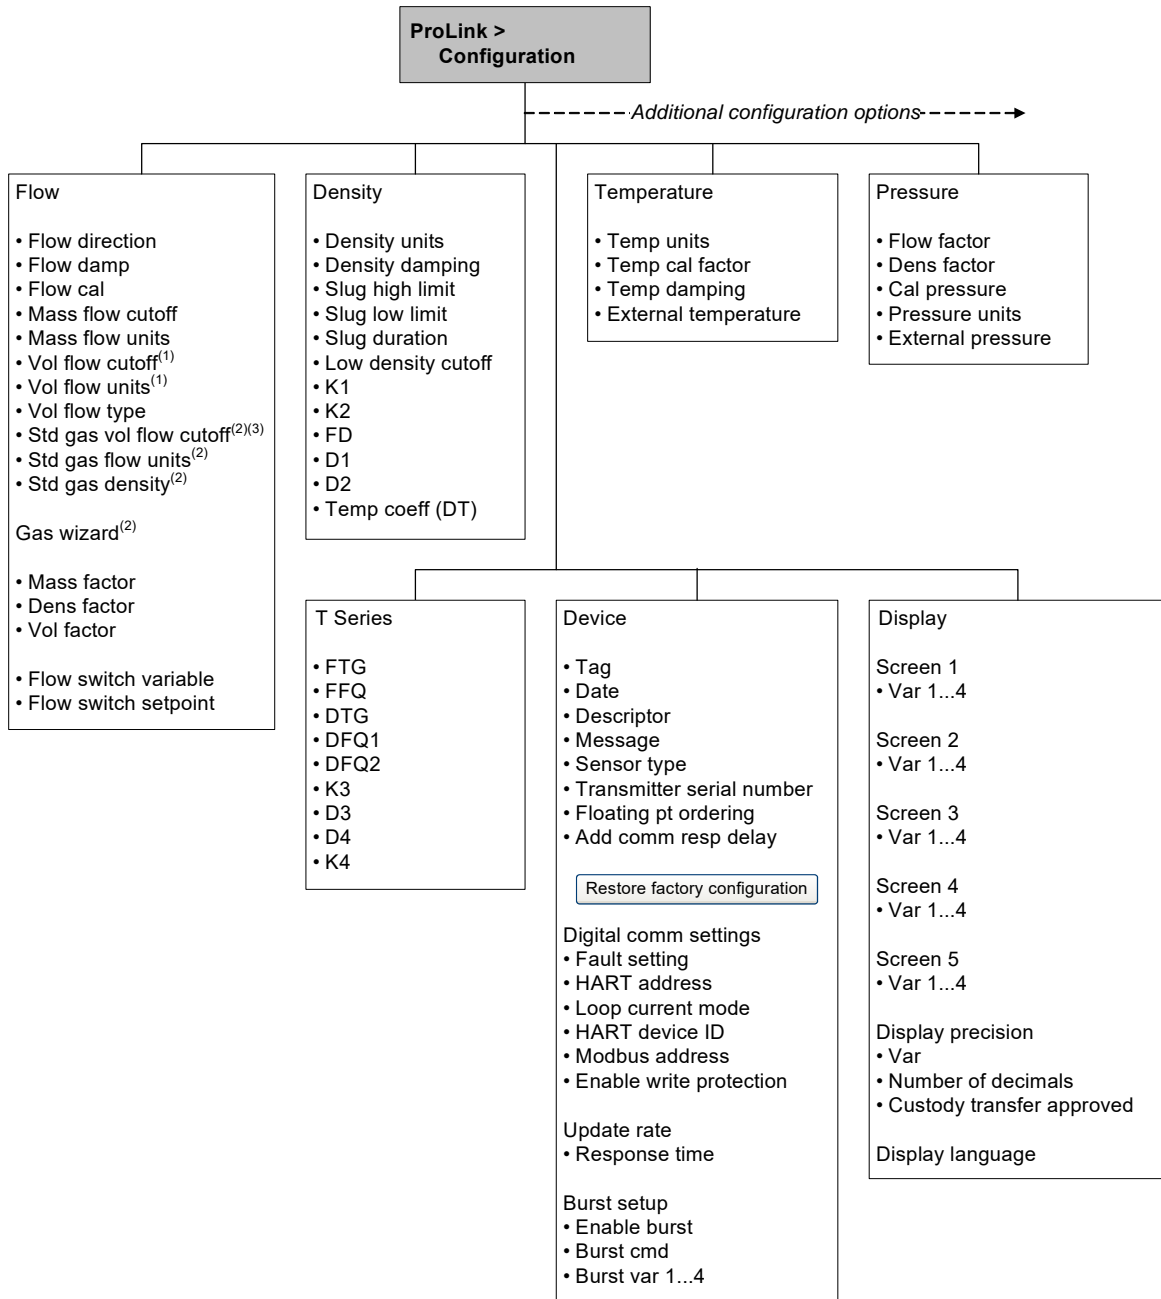 ProLink >
Configuration
Additional configuration options
Flow
• Flow direction
• Flow damp
• Flow cal
• Mass flow cutoff
• Mass flow units
• Vol flow cutoff(1)
• Vol flow units(1)
• Vol flow type
• Std gas vol flow cutoff(2)(3)
• Std gas flow units(2)
• Std gas density(2)
Gas wizard(2)
• Mass factor
• Dens factor
• Vol factor
• Flow switch variable
• Flow switch setpoint
Density
• Density units
• Density damping
• Slug high limit
• Slug low limit
• Slug duration
• Low density cutoff
• K1
• K2
• FD
• D1
• D2
• Temp coeff (DT)
Temperature
• Temp units
• Temp cal factor
• Temp damping
• External temperature
Pressure
• Flow factor
• Dens factor
• Cal pressure
• Pressure units
• External pressure
T Series
• FTG
• FFQ
• DTG
• DFQ1
• DFQ2
• K3
• D3
• D4
• K4
Device
• Tag
• Date
• Descriptor
• Message
• Sensor type
• Transmitter serial number
• Floating pt ordering
• Add comm resp delay
Restore factory configuration
Digital comm settings
• Fault setting
• HART address
• Loop current mode
• HART device ID
• Modbus address
• Enable write protection
Update rate
• Response time
Burst setup
• Enable burst
• Burst cmd
• Burst var 1...4
Display
Screen 1
• Var 1...4
Screen 2
• Var 1...4
Screen 3
• Var 1...4
Screen 4
• Var 1...4
Screen 5
• Var 1...4
Display precision
• Var
• Number of decimals
• Custody transfer approved
Display language